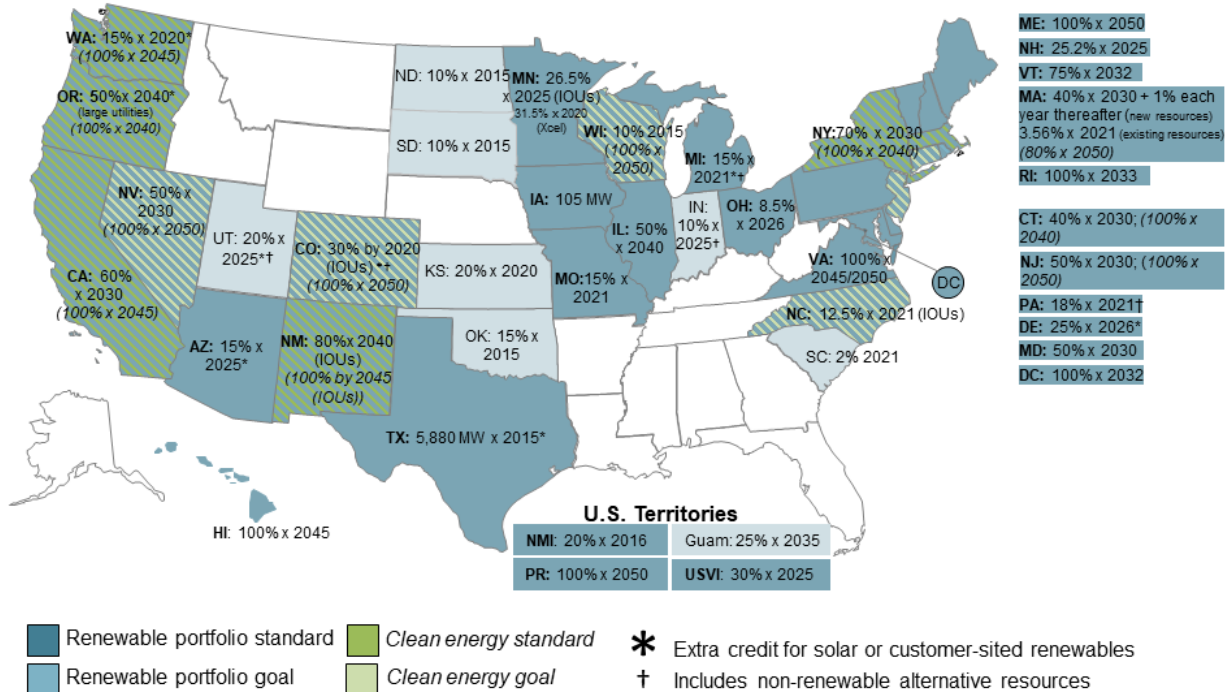 WA: 15% x 2020*
(100% x 2045)
OR: 50% x 2040*
(large utilities)
(100% x 2040)
CA: 60%
x 2030
(100% x 2045)
NV: 50% x
2030
(100% x 2050)
UT: 20% x
2025*†
AZ: 15% x
2025*
CO: 30% by 2020
(IOUs) *†
(100% x 2050)
NM: 80% x 2040
(IOUs)
(100% by 2045
(IOUs))
ND: 10% x 2015
SD: 10% x 2015
KS: 20% x 2020
OK: 15% x
2015
TX: 5,880 MW x 2015*
MN: 26.5%
x 2025 (IOUs)
31.5% x 2020
(Xcel)
IA: 105 MW
MO:15% x
2021
WI: 10% 2015
(100% x
2050)
IL: 50%
x 2040
MI: 15% x
2021*†
IN:
10% x
2025†
OH: 8.5%
x 2026
NY:70% x 2030
(100% x 2040)
VA: 100% x
2045/2050
DC
NC: 12.5% x 2021 (IOUs)
SC: 2% 2021
HI: 100% x 2045
ME: 100% x 2050
NH: 25.2% x 2025
VT: 75% x 2032
MA: 40% x 2030 + 1% each
year thereafter (new resources)
3.56% x 2021 (existing resources)
(80% x 2050)
RI: 100% x 2033
CT: 40% x 2030; (100% x
2040)
NJ: 50% x 2030; (100% x
2050)
PA: 18% x 2021†
DE: 25% x 2026*
MD: 50% x 2030
DC: 100% x 2032
U.S. Territories
NMI: 20% x 2016
Guam: 25% x 2035
PR: 100% x 2050
USVI: 30% x 2025
Renewable portfolio standard
Renewable portfolio goal
Clean energy standard
Clean energy goal
* Extra credit for solar or customer-sited renewables
† Includes non-renewable alternative resources